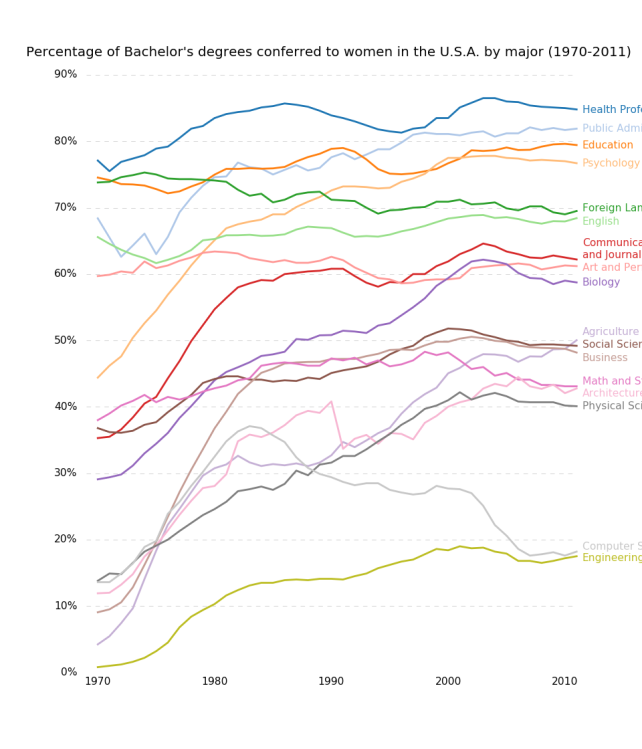 Percentage of Bachelor's degrees conferred to women in the U.S.A. by major (1970-2011)
90%
80%
70%
60%
50%
40%
30%
20%
10%
0%
Health Prof
Public Admi
Education
Psychology
Foreign Lan
English
Communica
and Journal
Art and Per
Biology
Agriculture
Social Scien
Business
Math and S
Architecture
Physical Sci
Computer S
Engineering
1970
1980
1990
2000
2010